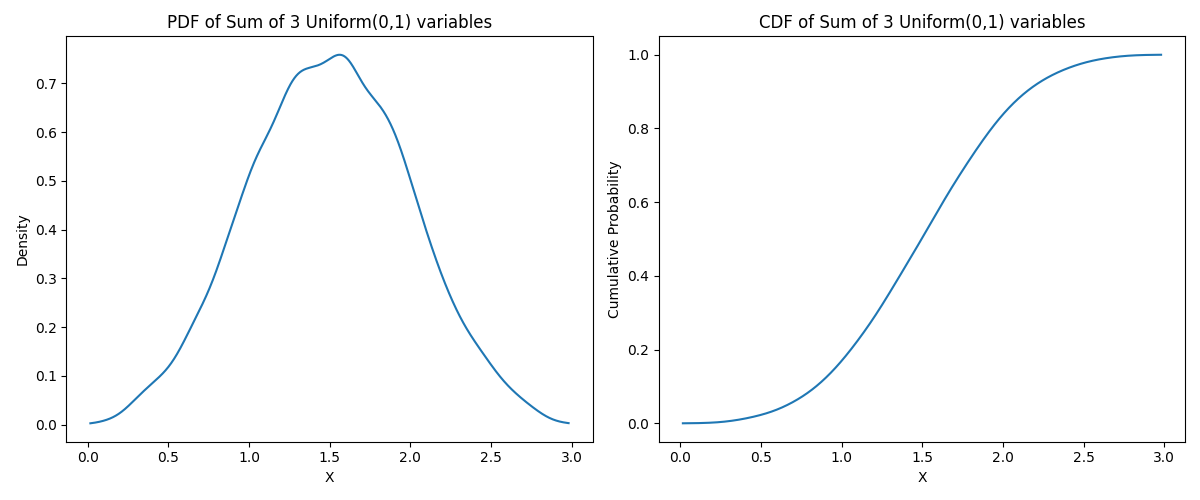 PDF of Sum of 3 Uniform(0,1) variables
Density
0.7
0.6
0.5
0.4
0.3
0.2
0.1
0.0
0.0 0.5 1.0 1.5 2.0 2.5 3.0
X
CDF of Sum of 3 Uniform(0,1) variables
Cumulative Probability
1.0
0.8
0.6
0.4
0.2
0.0
0.0 0.5 1.0 1.5 2.0 2.5 3.0
X